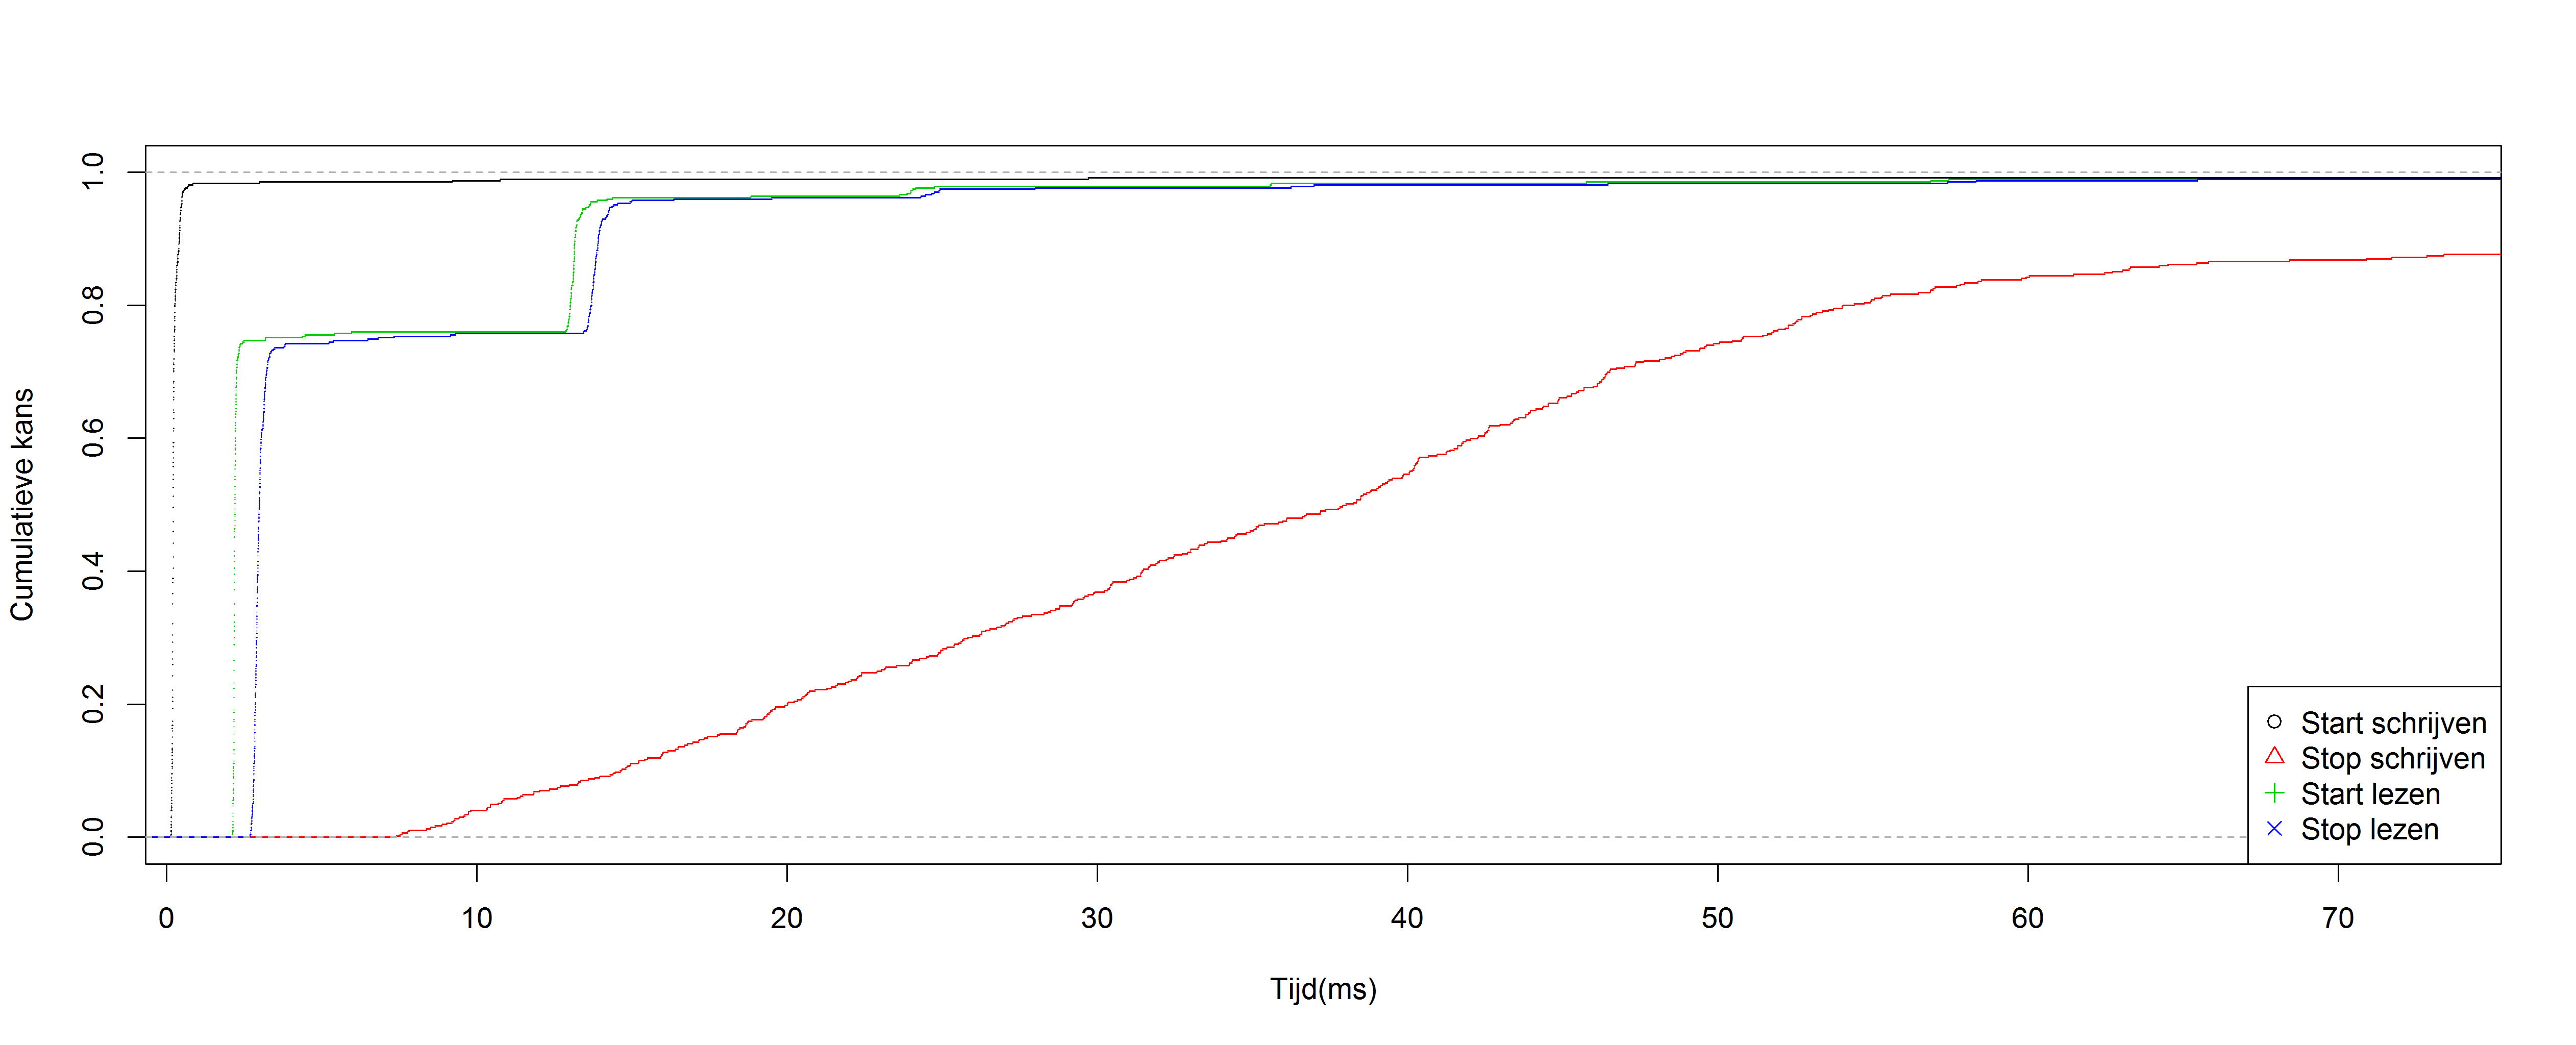 Cumulatieve kans
1.0
0.8
0.6
0.4
0.2
0.0
0 10 20 30 40 50 60 70
Tijd(ms)
Start schrijven
Stop schrijven
Start lezen
Stop lezen